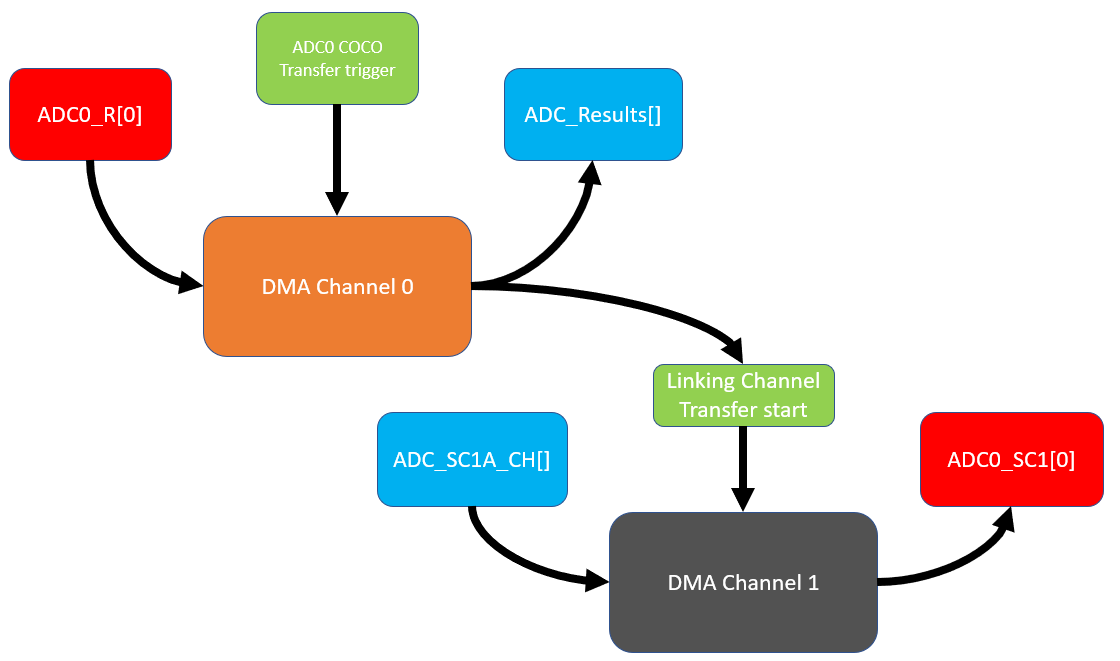 ADC0 COCO
Transfer trigger
ADC0_R[0]
ADC_Results[]
DMA Channel 0
Linking Channel
Transfer start
ADC_SC1A_CH[]
ADC0_SC1[0]
DMA Channel 1